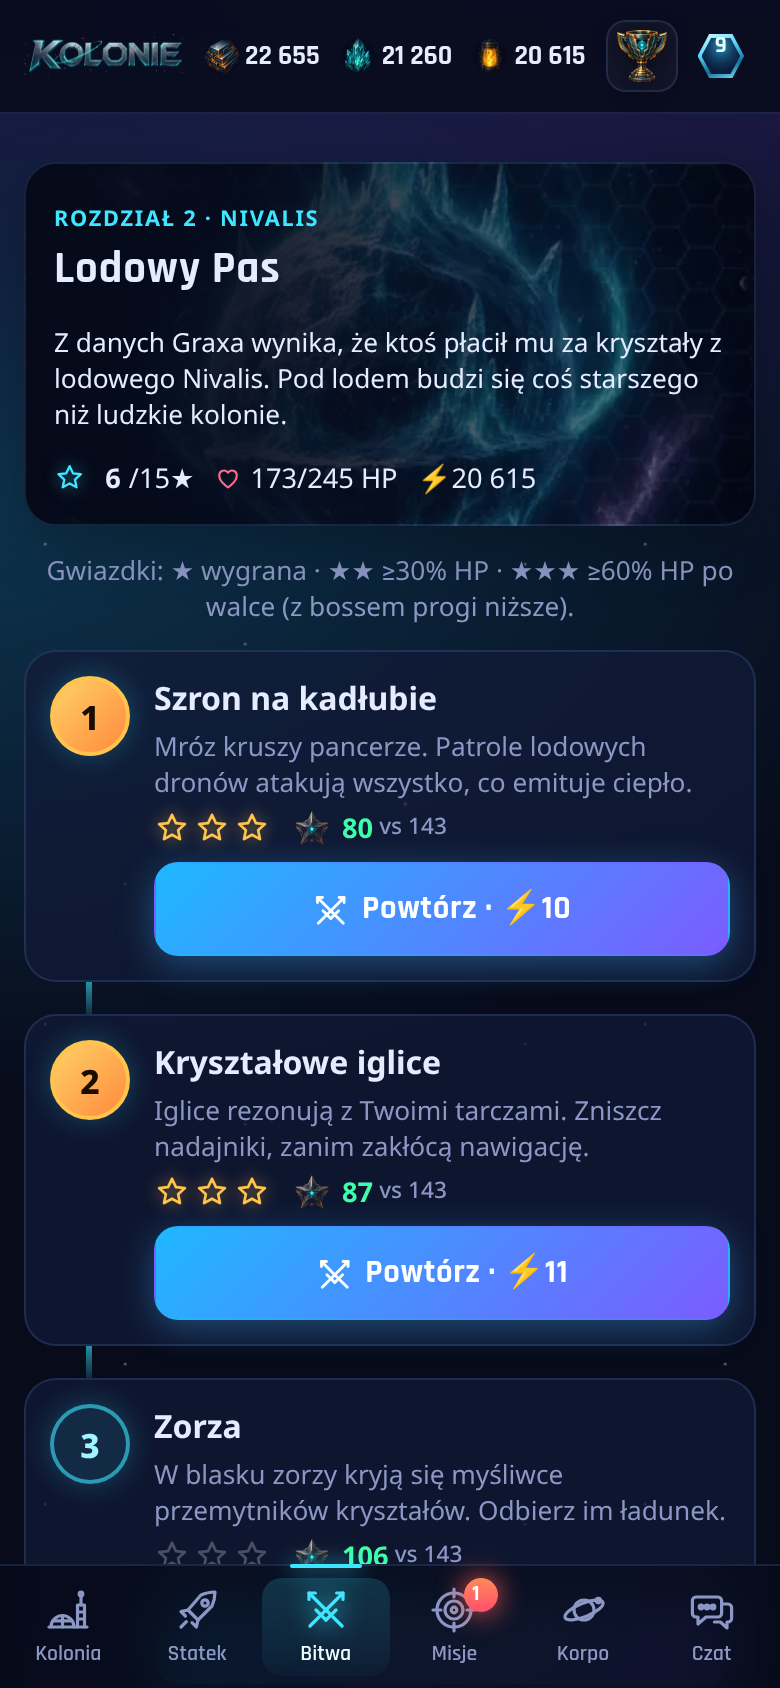 KOLONIE 22 655 21 260 20 615 9
ROZDZIAŁ 2 · NIVALIS
Lodowy Pas
Z danych Graxa wynika, że ktoś płacił mu za kryształy z
lodowego Nivalis. Pod lodem budzi się coś starszego
niż ludzkie kolonie.
6 /15★ 173/245 HP ⚡20 615
Gwiazdki: ★ wygrana · ★★ ≥30% HP · ★★★ ≥60% HP po
walce (z bossem progi niższe).
1
Szron na kadłubie
Mróz kruszy pancerze. Patrole lodowych
dronów atakują wszystko, co emituje ciepło.
80 vs 143
Powtórz · ⚡10
2
Kryształowe iglice
Iglice rezonują z Twoimi tarczami. Zniszcz
nadajniki, zanim zakłócą nawigację.
87 vs 143
Powtórz · ⚡11
3
Zorza
W blasku zorzy kryją się myśliwce
przemytników kryształów. Odbierz im ładunek.
106 vs 143
1
Kolonia Statek Bitwa Misje Korpo Czat